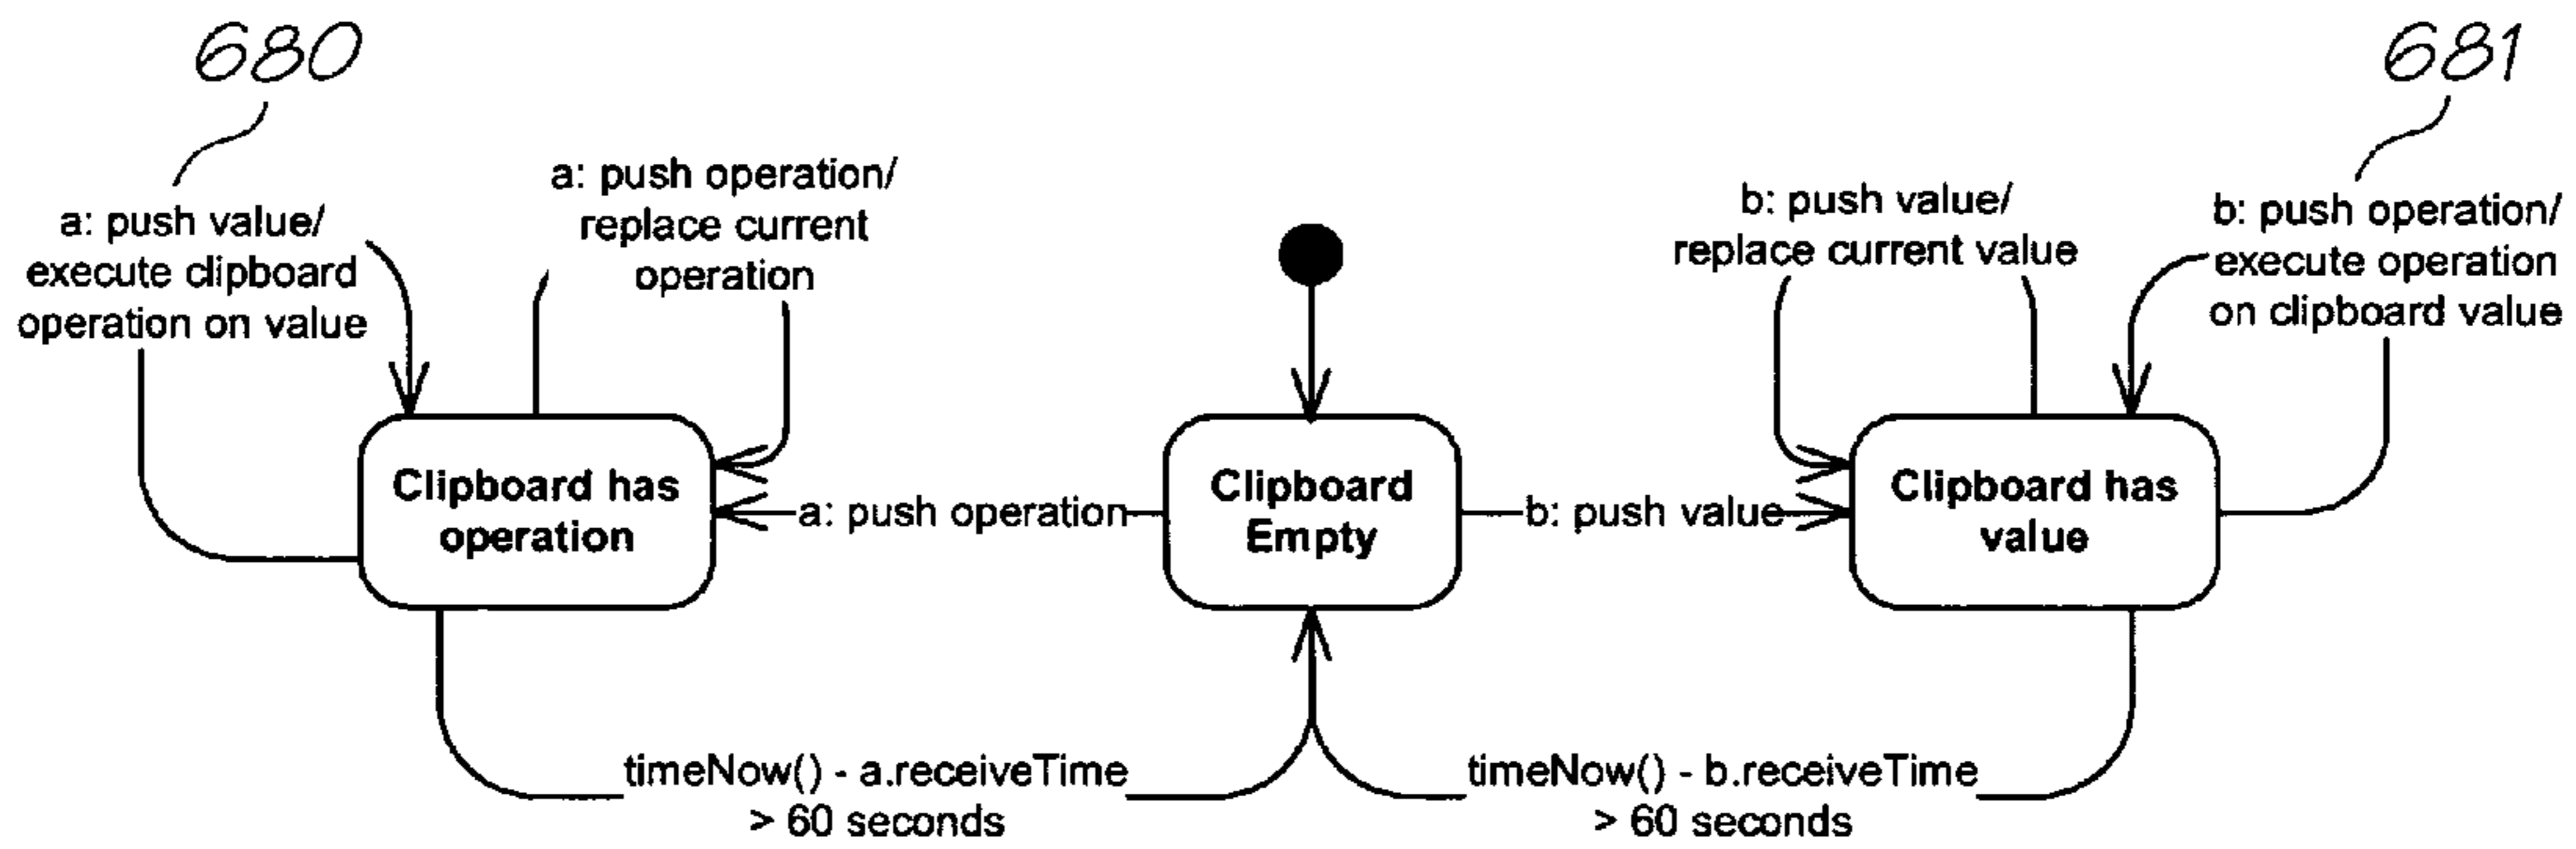 680
681
a: push value/
execute clipboard
operation on value
a: push operation/
replace current
operation
b: push value/
replace current value
b: push operation/
execute operation
on clipboard value
Clipboard has
operation
a: push operation
Clipboard
Empty
b: push value
Clipboard has
value
timeNow() - a.receiveTime
> 60 seconds
timeNow() - b.receiveTime
> 60 seconds